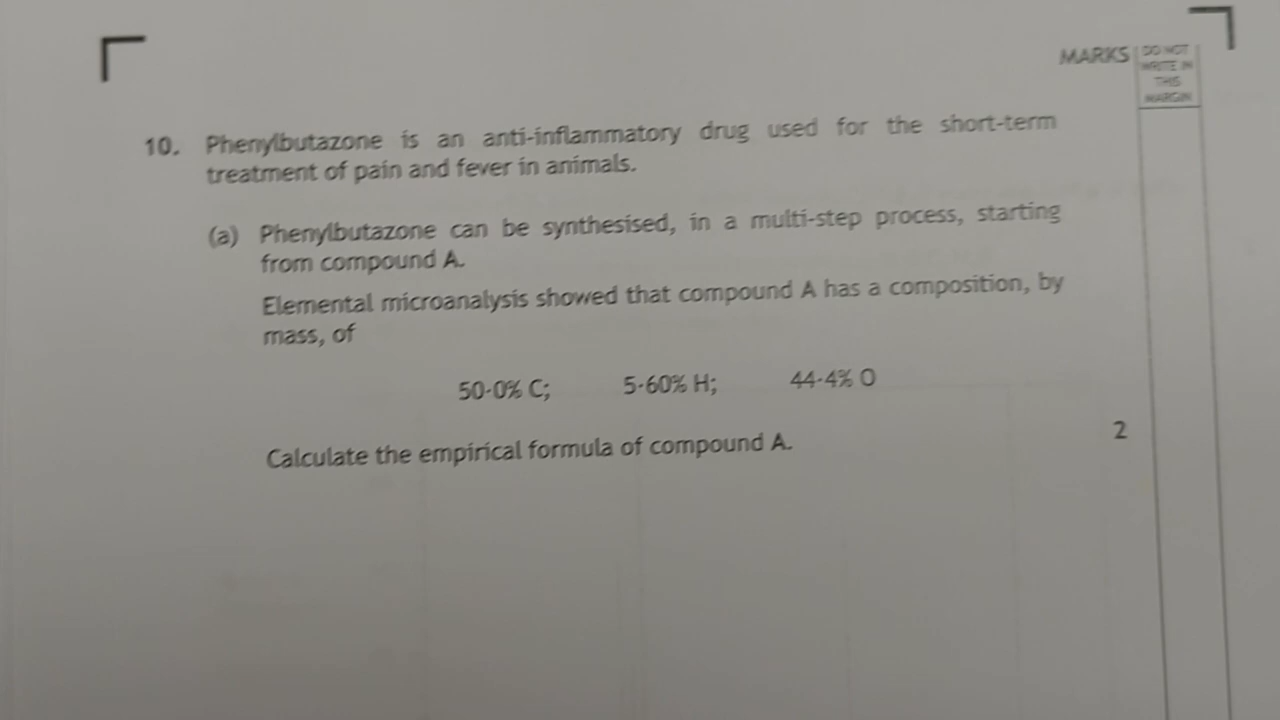 MARKS
DO NOT
WRITE IN
THIS
MARGIN
10. Phenylbutazone is an anti-inflammatory drug used for the short-term
treatment of pain and fever in animals.
(a) Phenylbutazone can be synthesised, in a multi-step process, starting
from compound A.
Elemental microanalysis showed that compound A has a composition, by
mass, of
50·0% C; 5·60% H; 44·4% O
Calculate the empirical formula of compound A.
2